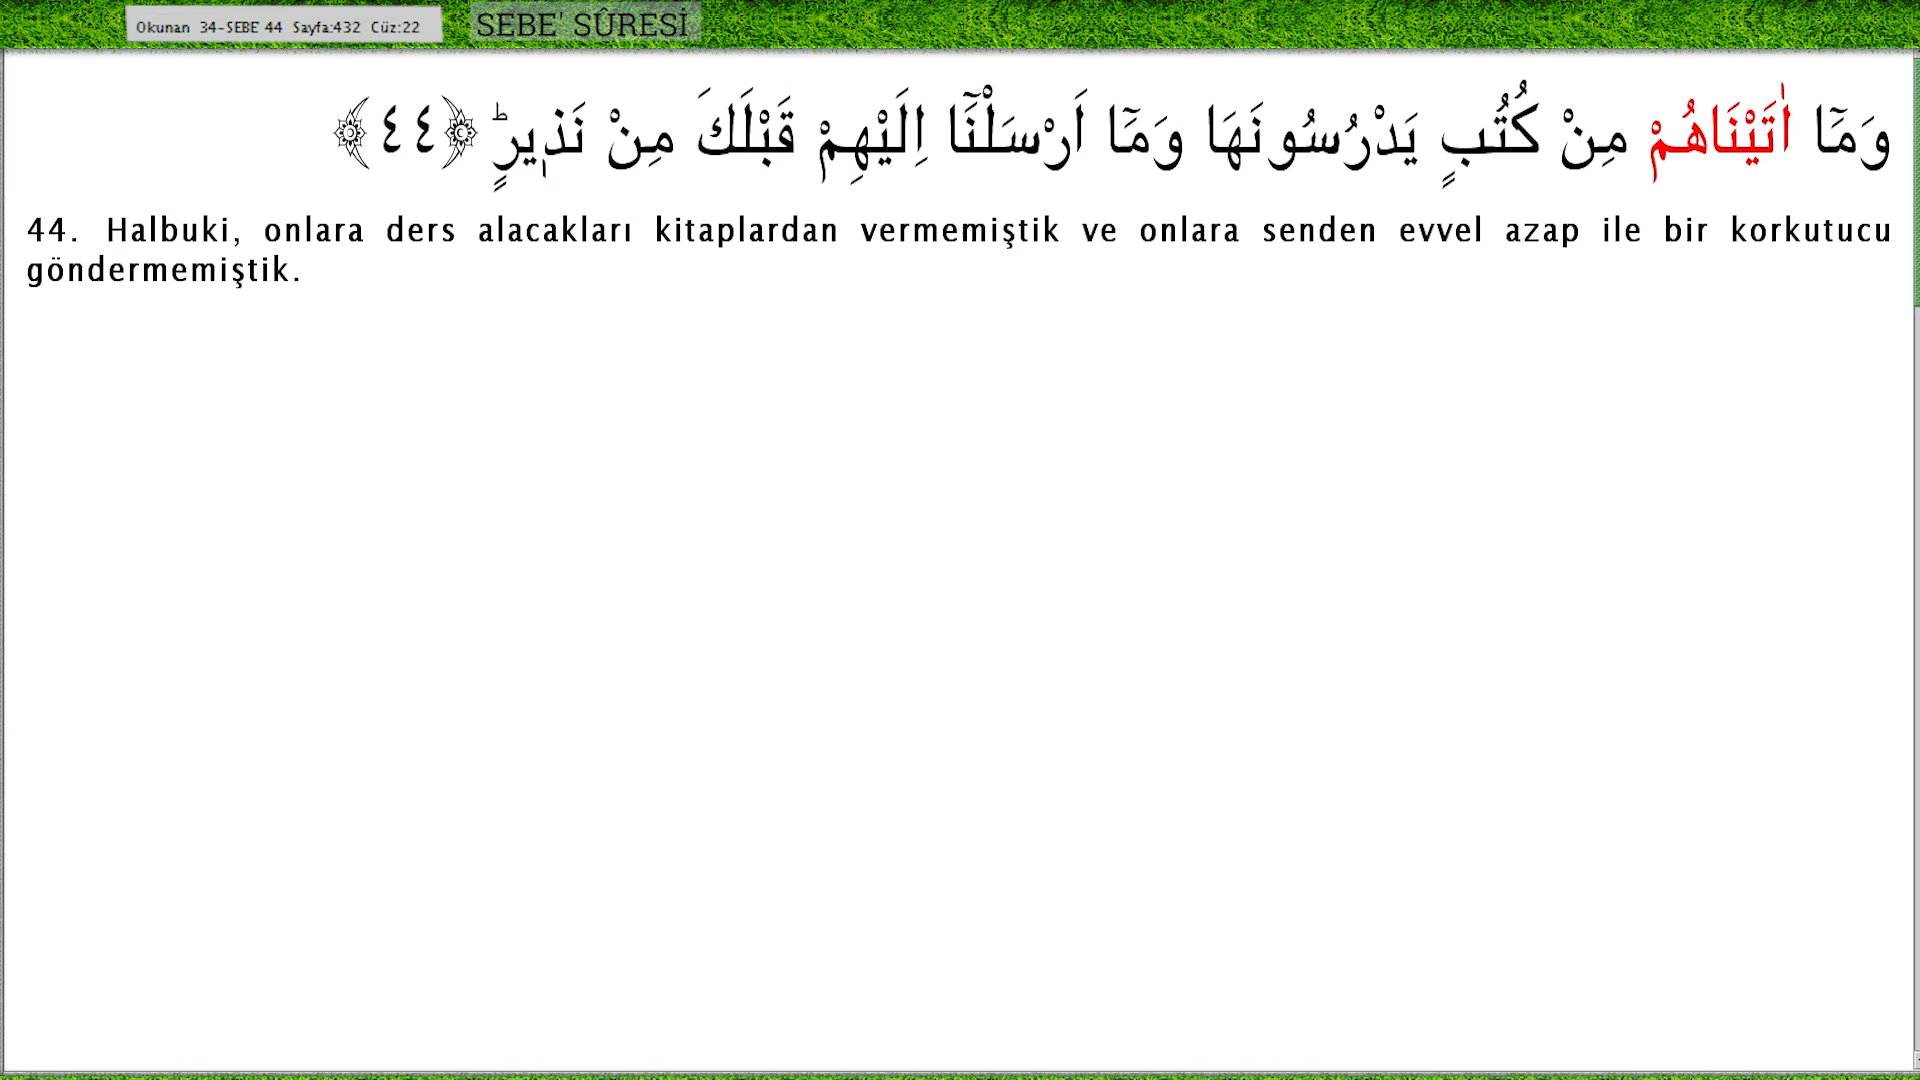 Okunan 34-SEBE 44 Sayfa:432 Cüz:22
SEBE' SÛRESİ
وَمَٓا اٰتَيْنَاهُمْ مِنْ كُتُبٍ يَدْرُسُونَهَا وَمَٓا اَرْسَلْنَٓا اِلَيْهِمْ قَبْلَكَ مِنْ نَذ۪يرٍۜ ﴿٤٤﴾
44. Halbuki, onlara ders alacakları kitaplardan vermemiştik ve onlara senden evvel azap ile bir korkutucu
göndermemiştik.